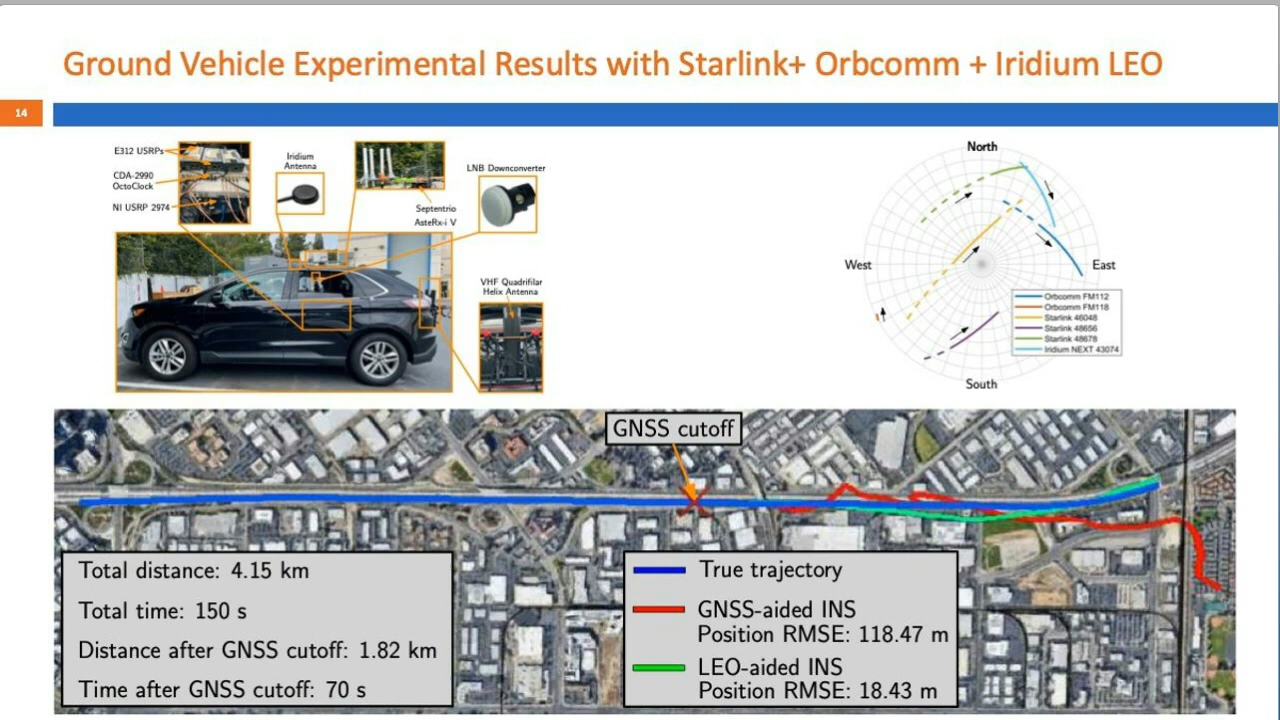 Ground Vehicle Experimental Results with Starlink+ Orbcomm + Iridium LEO
14
E312 USRPs
CDA-2990
OctoClock
NI USRP 2974
Iridium
Antenna
Septentrio
AsteRx-i V
LNB Downconverter
VHF Quadrifilar
Helix Antenna
North
West
East
South
Orbcomm FM112
Orbcomm FM118
Starlink 46048
Starlink 48656
Starlink 48678
Iridium NEXT 43074
GNSS cutoff
Total distance: 4.15 km
Total time: 150 s
Distance after GNSS cutoff: 1.82 km
Time after GNSS cutoff: 70 s
True trajectory
GNSS-aided INS
Position RMSE: 118.47 m
LEO-aided INS
Position RMSE: 18.43 m